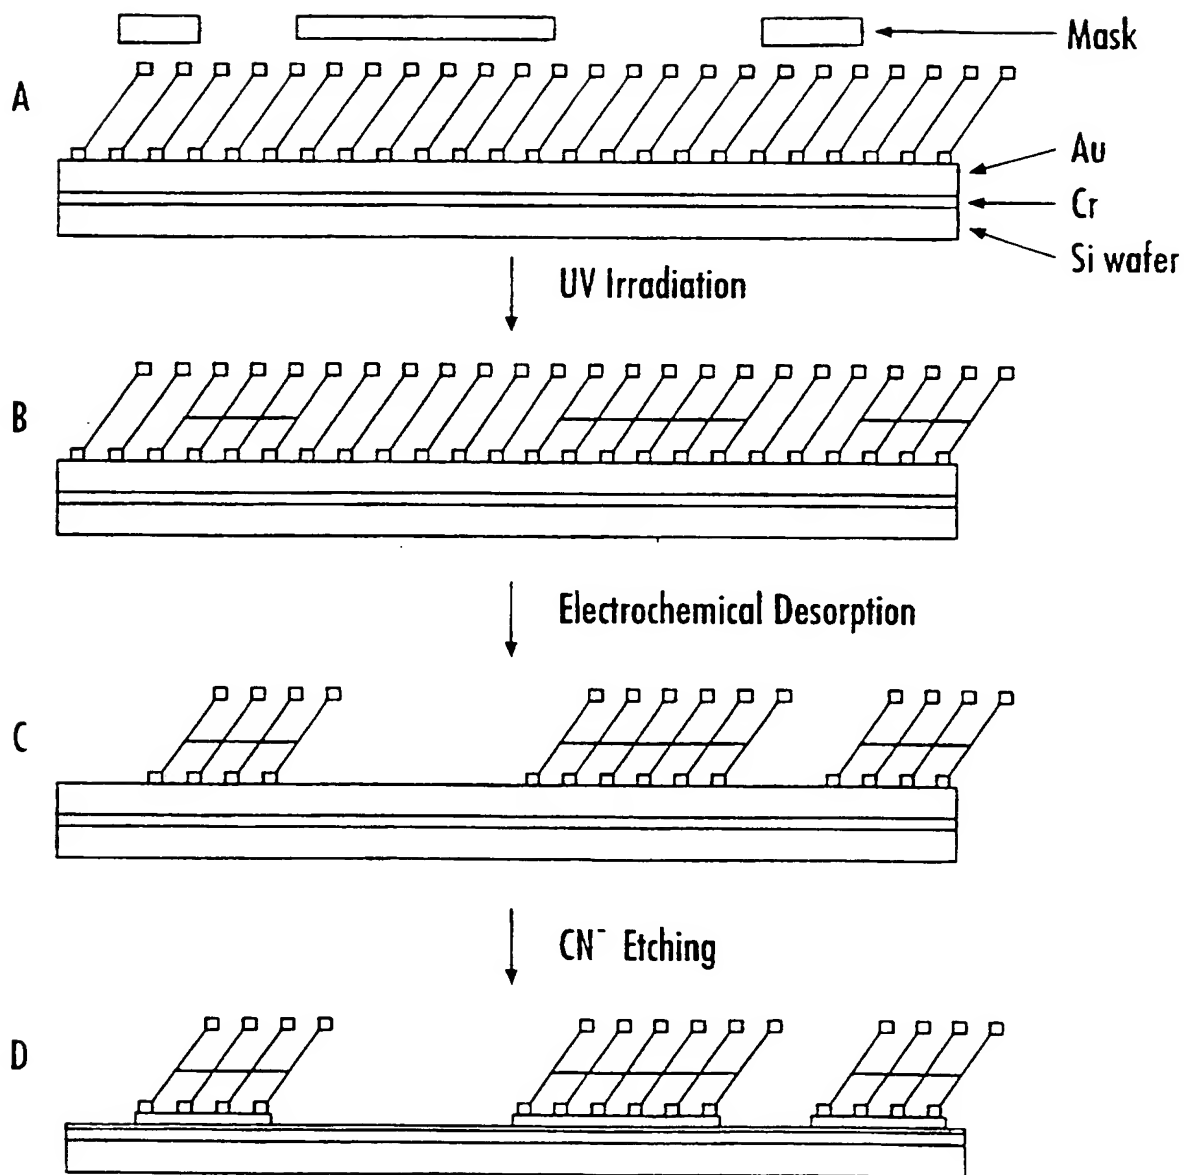 Mask
A
Au
Cr
Si wafer
UV Irradiation
B
Electrochemical Desorption
C
CN⁻ Etching
D